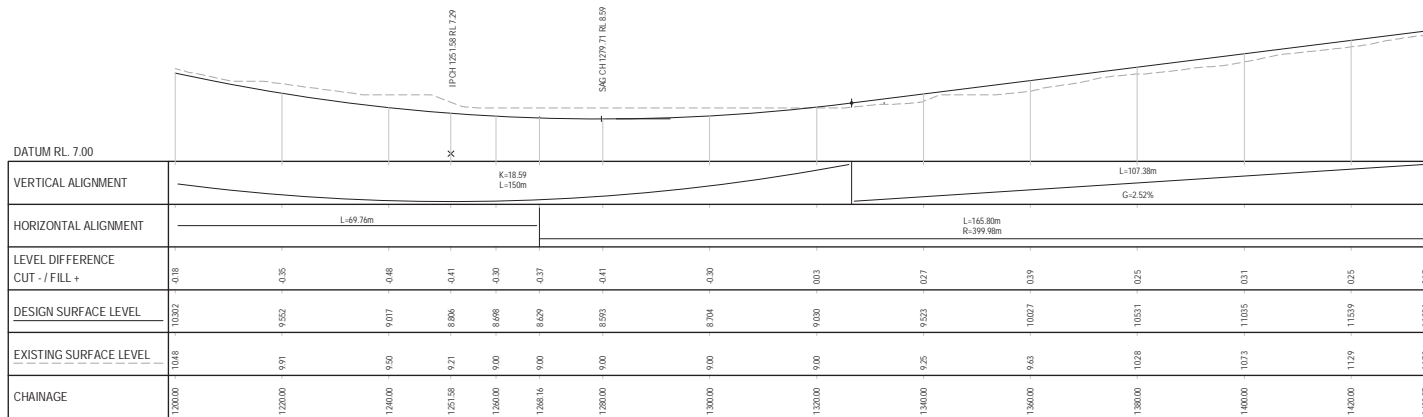 IP CH 1251.58 RL 7.29
SAG CH 1279.71 RL 8.59
DATUM RL. 7.00
VERTICAL ALIGNMENT
K=18.59
L=150m
L=107.38m
G=2.52%
HORIZONTAL ALIGNMENT
L=69.76m
L=165.80m
R=399.98m
LEVEL DIFFERENCE
CUT - / FILL +
-0.18 -0.35 -0.48 -0.41 -0.30 -0.37 -0.41 -0.30 0.03 0.27 0.39 0.25 0.31 0.25
DESIGN SURFACE LEVEL
10.302 9.552 9.017 8.806 8.698 8.629 8.593 8.704 9.030 9.523 10.027 10.531 11.035 11.539
EXISTING SURFACE LEVEL
10.48 9.91 9.50 9.21 9.00 9.00 9.00 9.00 9.00 9.25 9.63 10.28 10.73 11.29
CHAINAGE
1200.00 1220.00 1240.00 1251.58 1260.00 1268.16 1280.00 1300.00 1320.00 1340.00 1360.00 1380.00 1400.00 1420.00